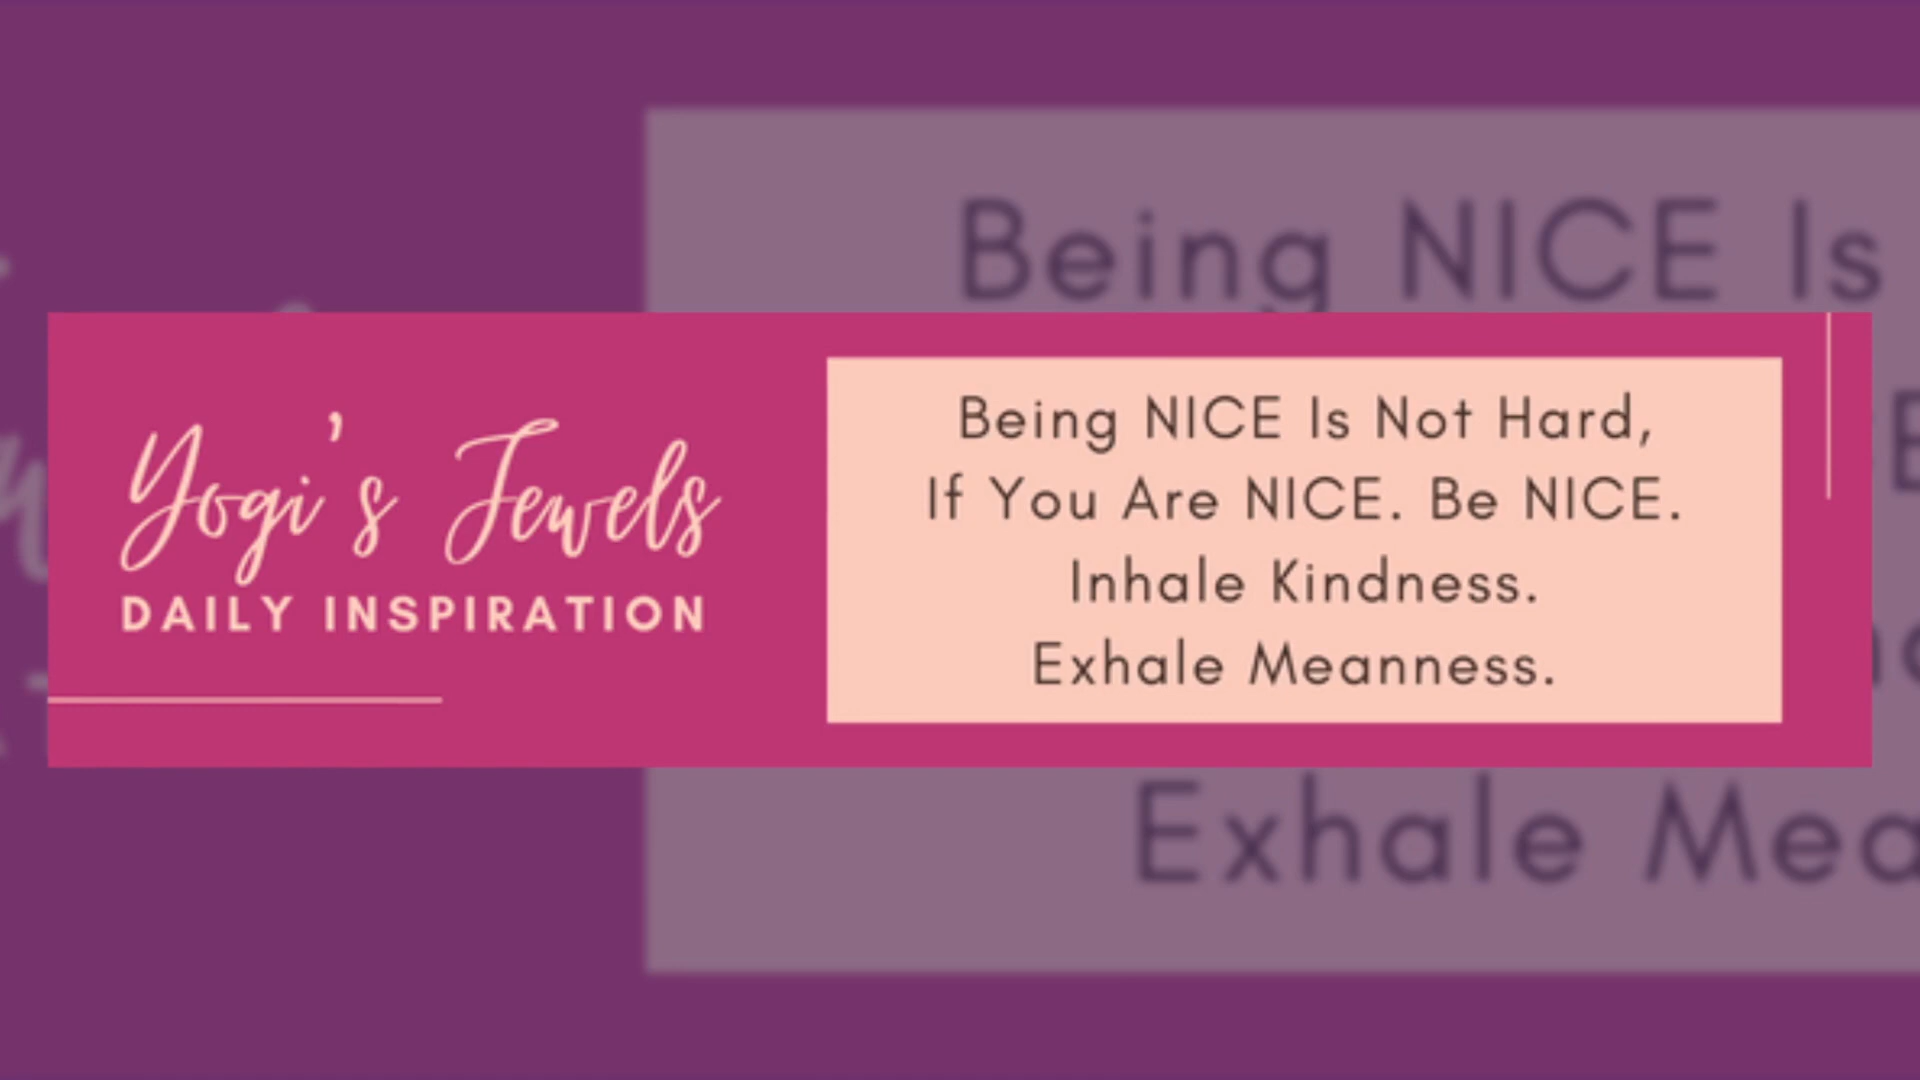 Yogi's Jewels
DAILY INSPIRATION
Being NICE Is Not Hard,
If You Are NICE. Be NICE.
Inhale Kindness.
Exhale Meanness.
Being NICE Is
Exhale Mea